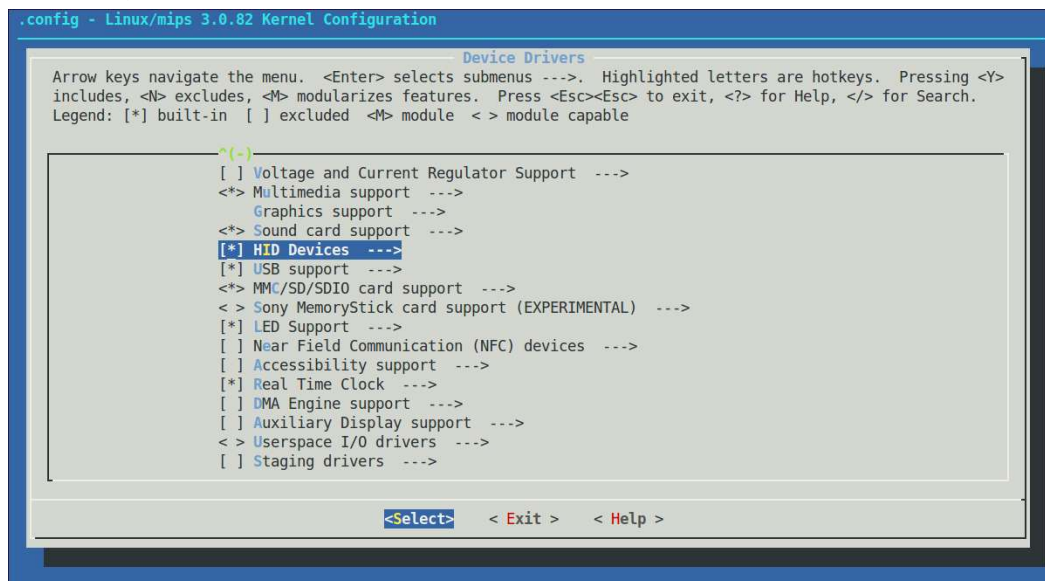 .config - Linux/mips 3.0.82 Kernel Configuration
Device Drivers
Arrow keys navigate the menu.  <Enter> selects submenus --->.  Highlighted letters are hotkeys.  Pressing <Y>
includes, <N> excludes, <M> modularizes features.  Press <Esc><Esc> to exit, <?> for Help, </> for Search.
Legend: [*] built-in  [ ] excluded  <M> module  < > module capable
^(-)
[ ] Voltage and Current Regulator Support  --->
<*> Multimedia support  --->
Graphics support  --->
<*> Sound card support  --->
[*] HID Devices  --->
[*] USB support  --->
<*> MMC/SD/SDIO card support  --->
< > Sony MemoryStick card support (EXPERIMENTAL)  --->
[*] LED Support  --->
[ ] Near Field Communication (NFC) devices  --->
[ ] Accessibility support  --->
[*] Real Time Clock  --->
[ ] DMA Engine support  --->
[ ] Auxiliary Display support  --->
< > Userspace I/O drivers  --->
[ ] Staging drivers  --->
<Select>    < Exit >    < Help >